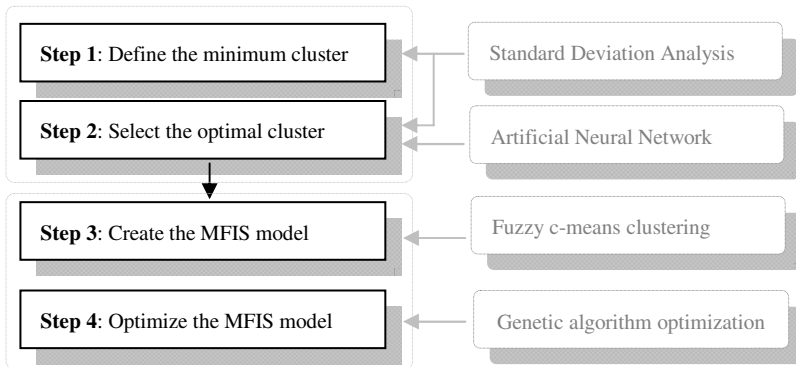 Step 1: Define the minimum cluster
Standard Deviation Analysis
Step 2: Select the optimal cluster
Artificial Neural Network
Step 3: Create the MFIS model
Fuzzy c-means clustering
Step 4: Optimize the MFIS model
Genetic algorithm optimization